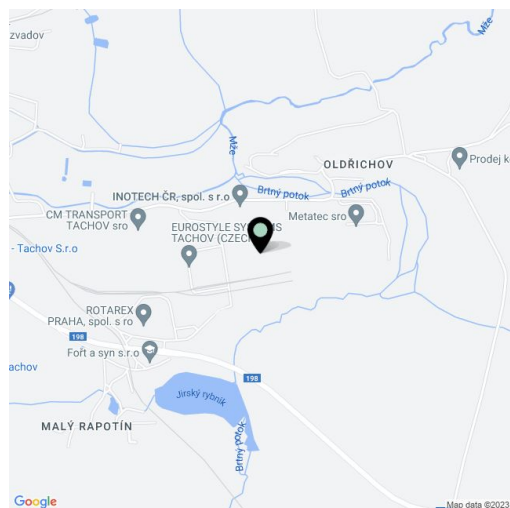 zvadov
Mže
Mže
OLDŘICHOV
Prodej k
Brtný potok
Brtný potok
INOTECH ČR, spol. s r.o
CM TRANSPORT
TACHOV sro
EUROSTYLE SY
NS
TACHOV (CZECH
Metatec sro
- Tachov S.r.o
ROTAREX
PRAHA, spol. s ro
198
Fořt a syn s.r.o
achov
198
Jirský rybník
MALÝ RAPOTÍN
Brtný potok
Google
Map data ©2023